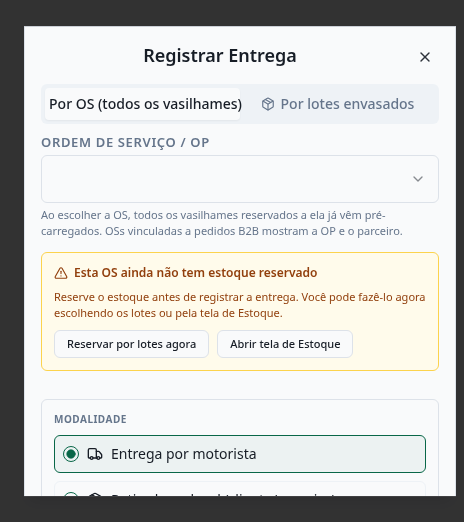 Registrar Entrega
Por OS (todos os vasilhames)
Por lotes envasados
ORDEM DE SERVIÇO / OP
Ao escolher a OS, todos os vasilhames reservados a ela já vêm pré-
carregados. OSs vinculadas a pedidos B2B mostram a OP e o parceiro.
Esta OS ainda não tem estoque reservado
Reserve o estoque antes de registrar a entrega. Você pode fazê-lo agora
escolhendo os lotes ou pela tela de Estoque.
Reservar por lotes agora
Abrir tela de Estoque
MODALIDADE
Entrega por motorista